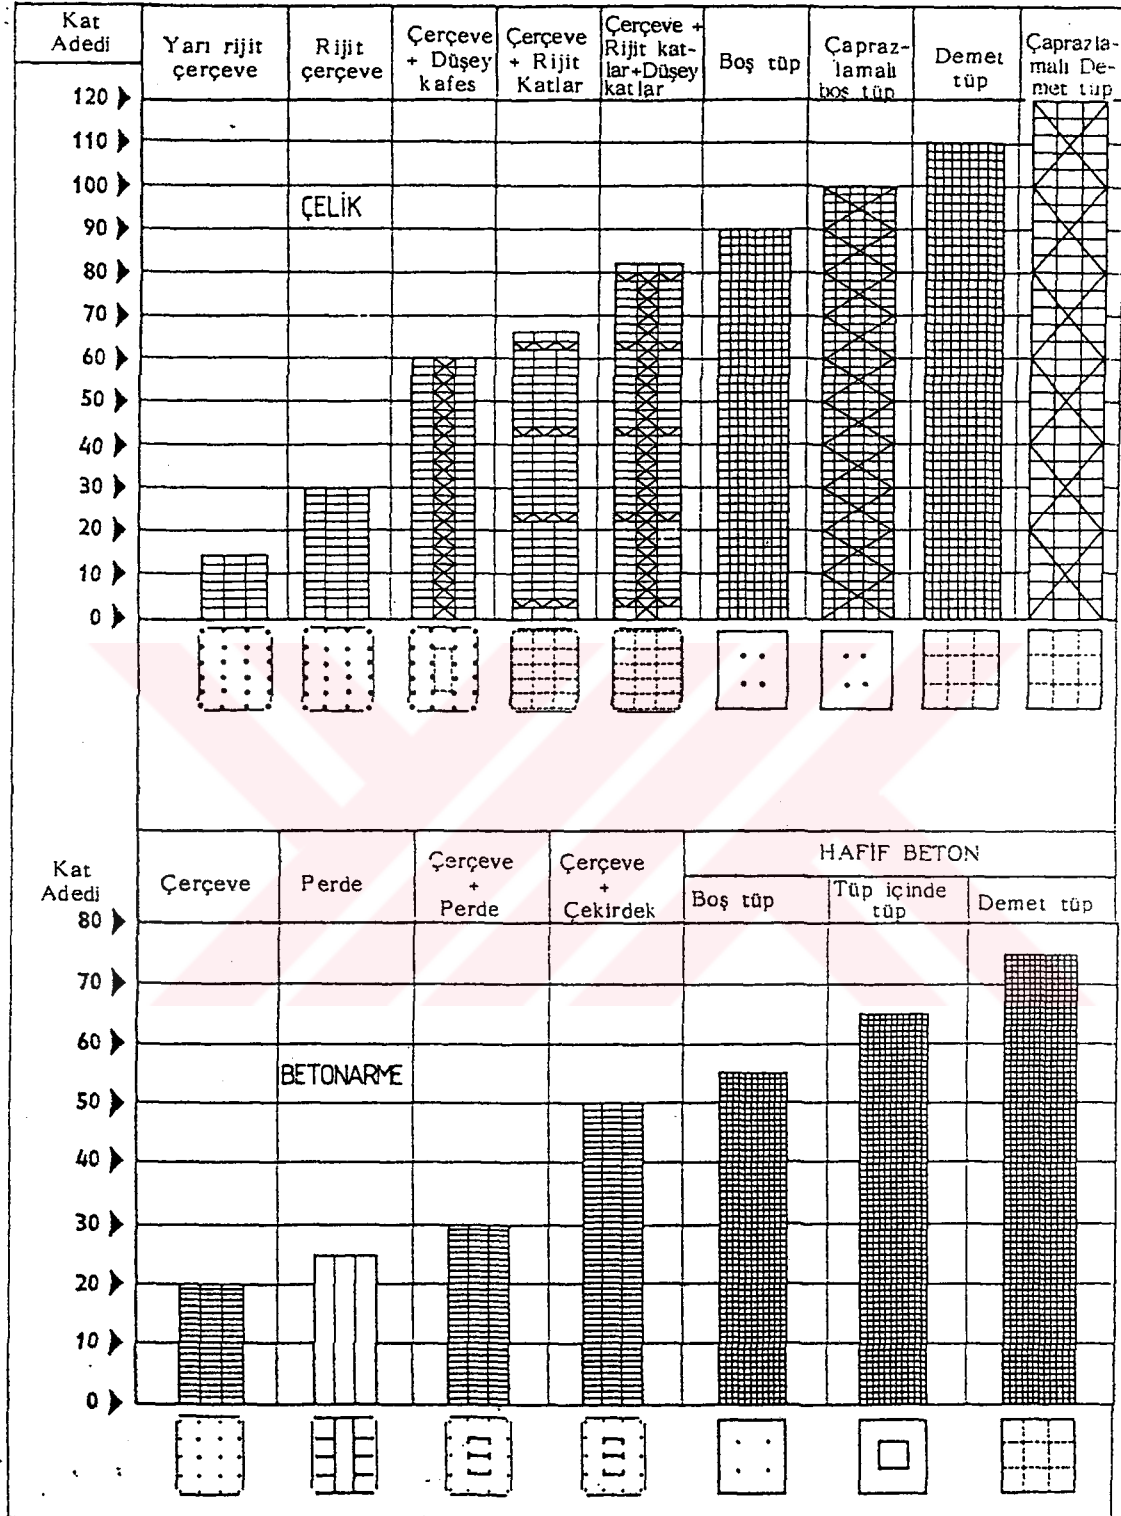 Kat
Adedi
Yarı rijit
çerçeve
Rijit
çerçeve
Çerçeve
+ Düşey
kafes
Çerçeve
+ Rijit
Katlar
Çerçeve +
Rijit kat-
lar+Düşey
katlar
Boş tüp
Çapraz-
lamalı
boş tüp
Demet
tüp
Çaprazla-
malı De-
met tüp
120
110
100
90
80
70
60
50
40
30
20
10
0
ÇELİK
Kat
Adedi
Çerçeve
Perde
Çerçeve
+
Perde
Çerçeve
+
Çekirdek
HAFİF BETON
Boş tüp
Tüp içinde
tüp
Demet tüp
80
70
60
50
40
30
20
10
0
BETONARME